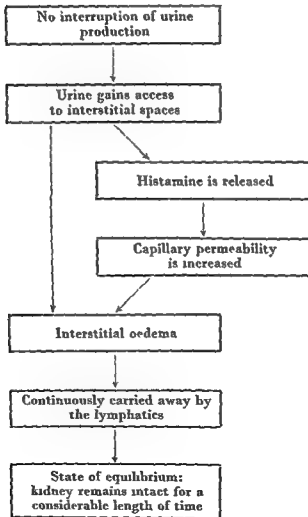 No interruption of urine
production
Urine gains access
to interstitial spaces
Histamine is released
Capillary permeability
is increased
Interstitial oedema
Continuously carried away by
the lymphatics
State of equilibrium:
kidney remains intact for a
considerable length of time